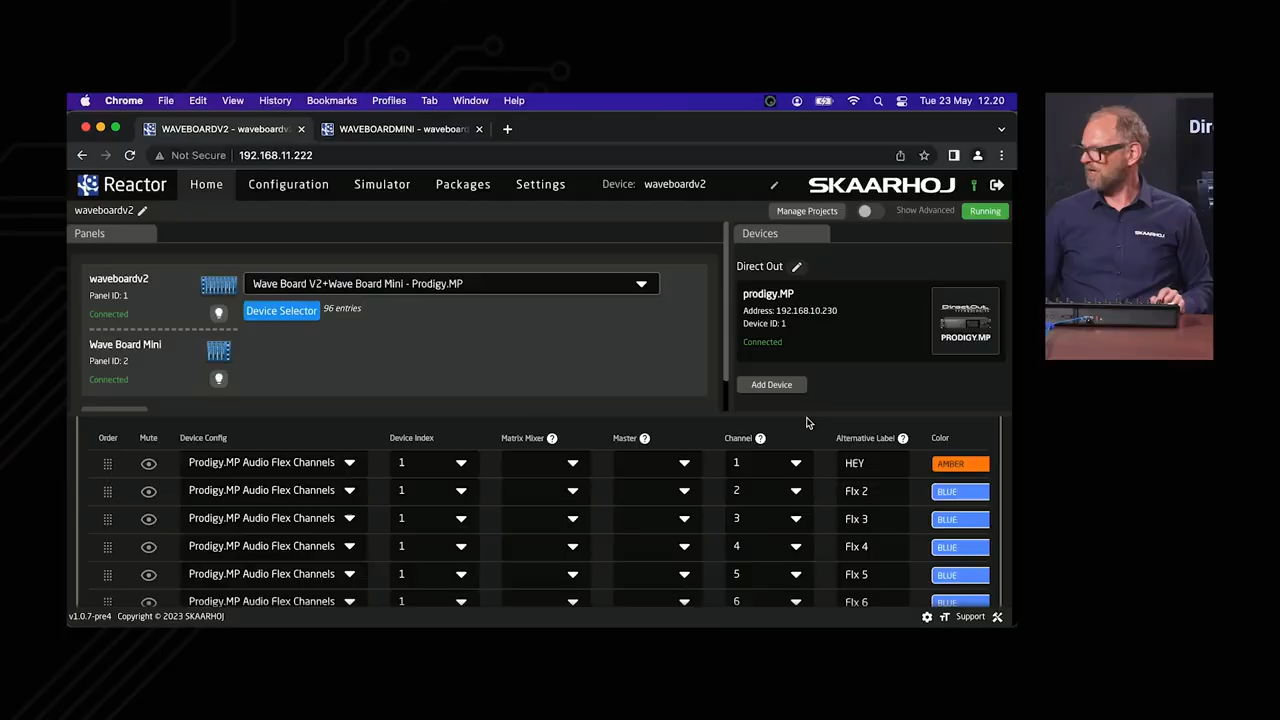 Chrome File Edit View History Bookmarks Profiles Tab Window Help Tue 23 May 12.20
WAVEBOARDV2 - waveboardv WAVEBOARDMINI - waveboard
Not Secure 192.168.11.222
Reactor Home Configuration Simulator Packages Settings Device: waveboardv2 SKAARHOJ
waveboardv2 Manage Projects Show Advanced Running
Panels
waveboardv2
Panel ID: 1
Connected
Wave Board V2+Wave Board Mini - Prodigy.MP
Device Selector 96 entries
Wave Board Mini
Panel ID: 2
Connected
Devices
Direct Out
prodigy.MP
Address: 192.168.10.230
Device ID: 1
Connected
PRODIGY.MP
Add Device
Order Mute Device Config Device Index Matrix Mixer ? Master ? Channel ? Alternative Label ? Color
Prodigy.MP Audio Flex Channels 1 1 HEY AMBER
Prodigy.MP Audio Flex Channels 1 2 Flx 2 BLUE
Prodigy.MP Audio Flex Channels 1 3 Flx 3 BLUE
Prodigy.MP Audio Flex Channels 1 4 Flx 4 BLUE
Prodigy.MP Audio Flex Channels 1 5 Flx 5 BLUE
Prodigy.MP Audio Flex Channels 1 6 Flx 6 BLUE
v1.0.7-pre4 Copyright © 2023 SKAARHOJ Support
Dir
SKAARHOJ